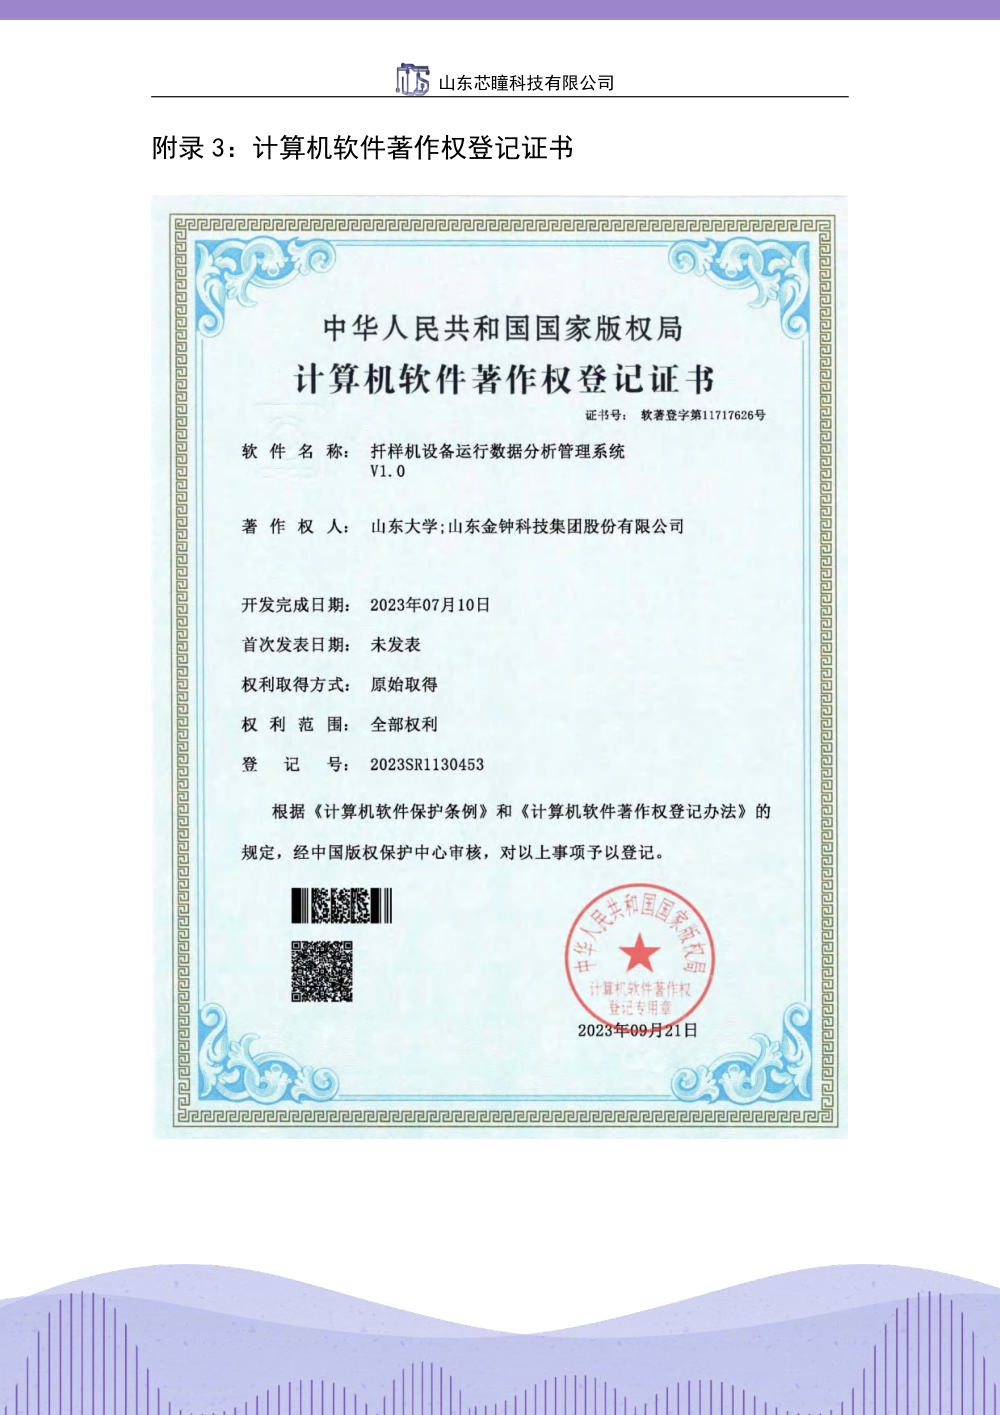 山东芯瞳科技有限公司
附录 3：计算机软件著作权登记证书
中华人民共和国国家版权局
计算机软件著作权登记证书
证书号： 软著登字第11717626号
软件名称： 扦样机设备运行数据分析管理系统
V1.0
著作权人： 山东大学;山东金钟科技集团股份有限公司
开发完成日期： 2023年07月10日
首次发表日期： 未发表
权利取得方式： 原始取得
权利范围： 全部权利
登记号： 2023SR1130453
根据《计算机软件保护条例》和《计算机软件著作权登记办法》的
规定，经中国版权保护中心审核，对以上事项予以登记。
中华人民共和国国家版权局
计算机软件著作权
登记专用章
2023年09月21日